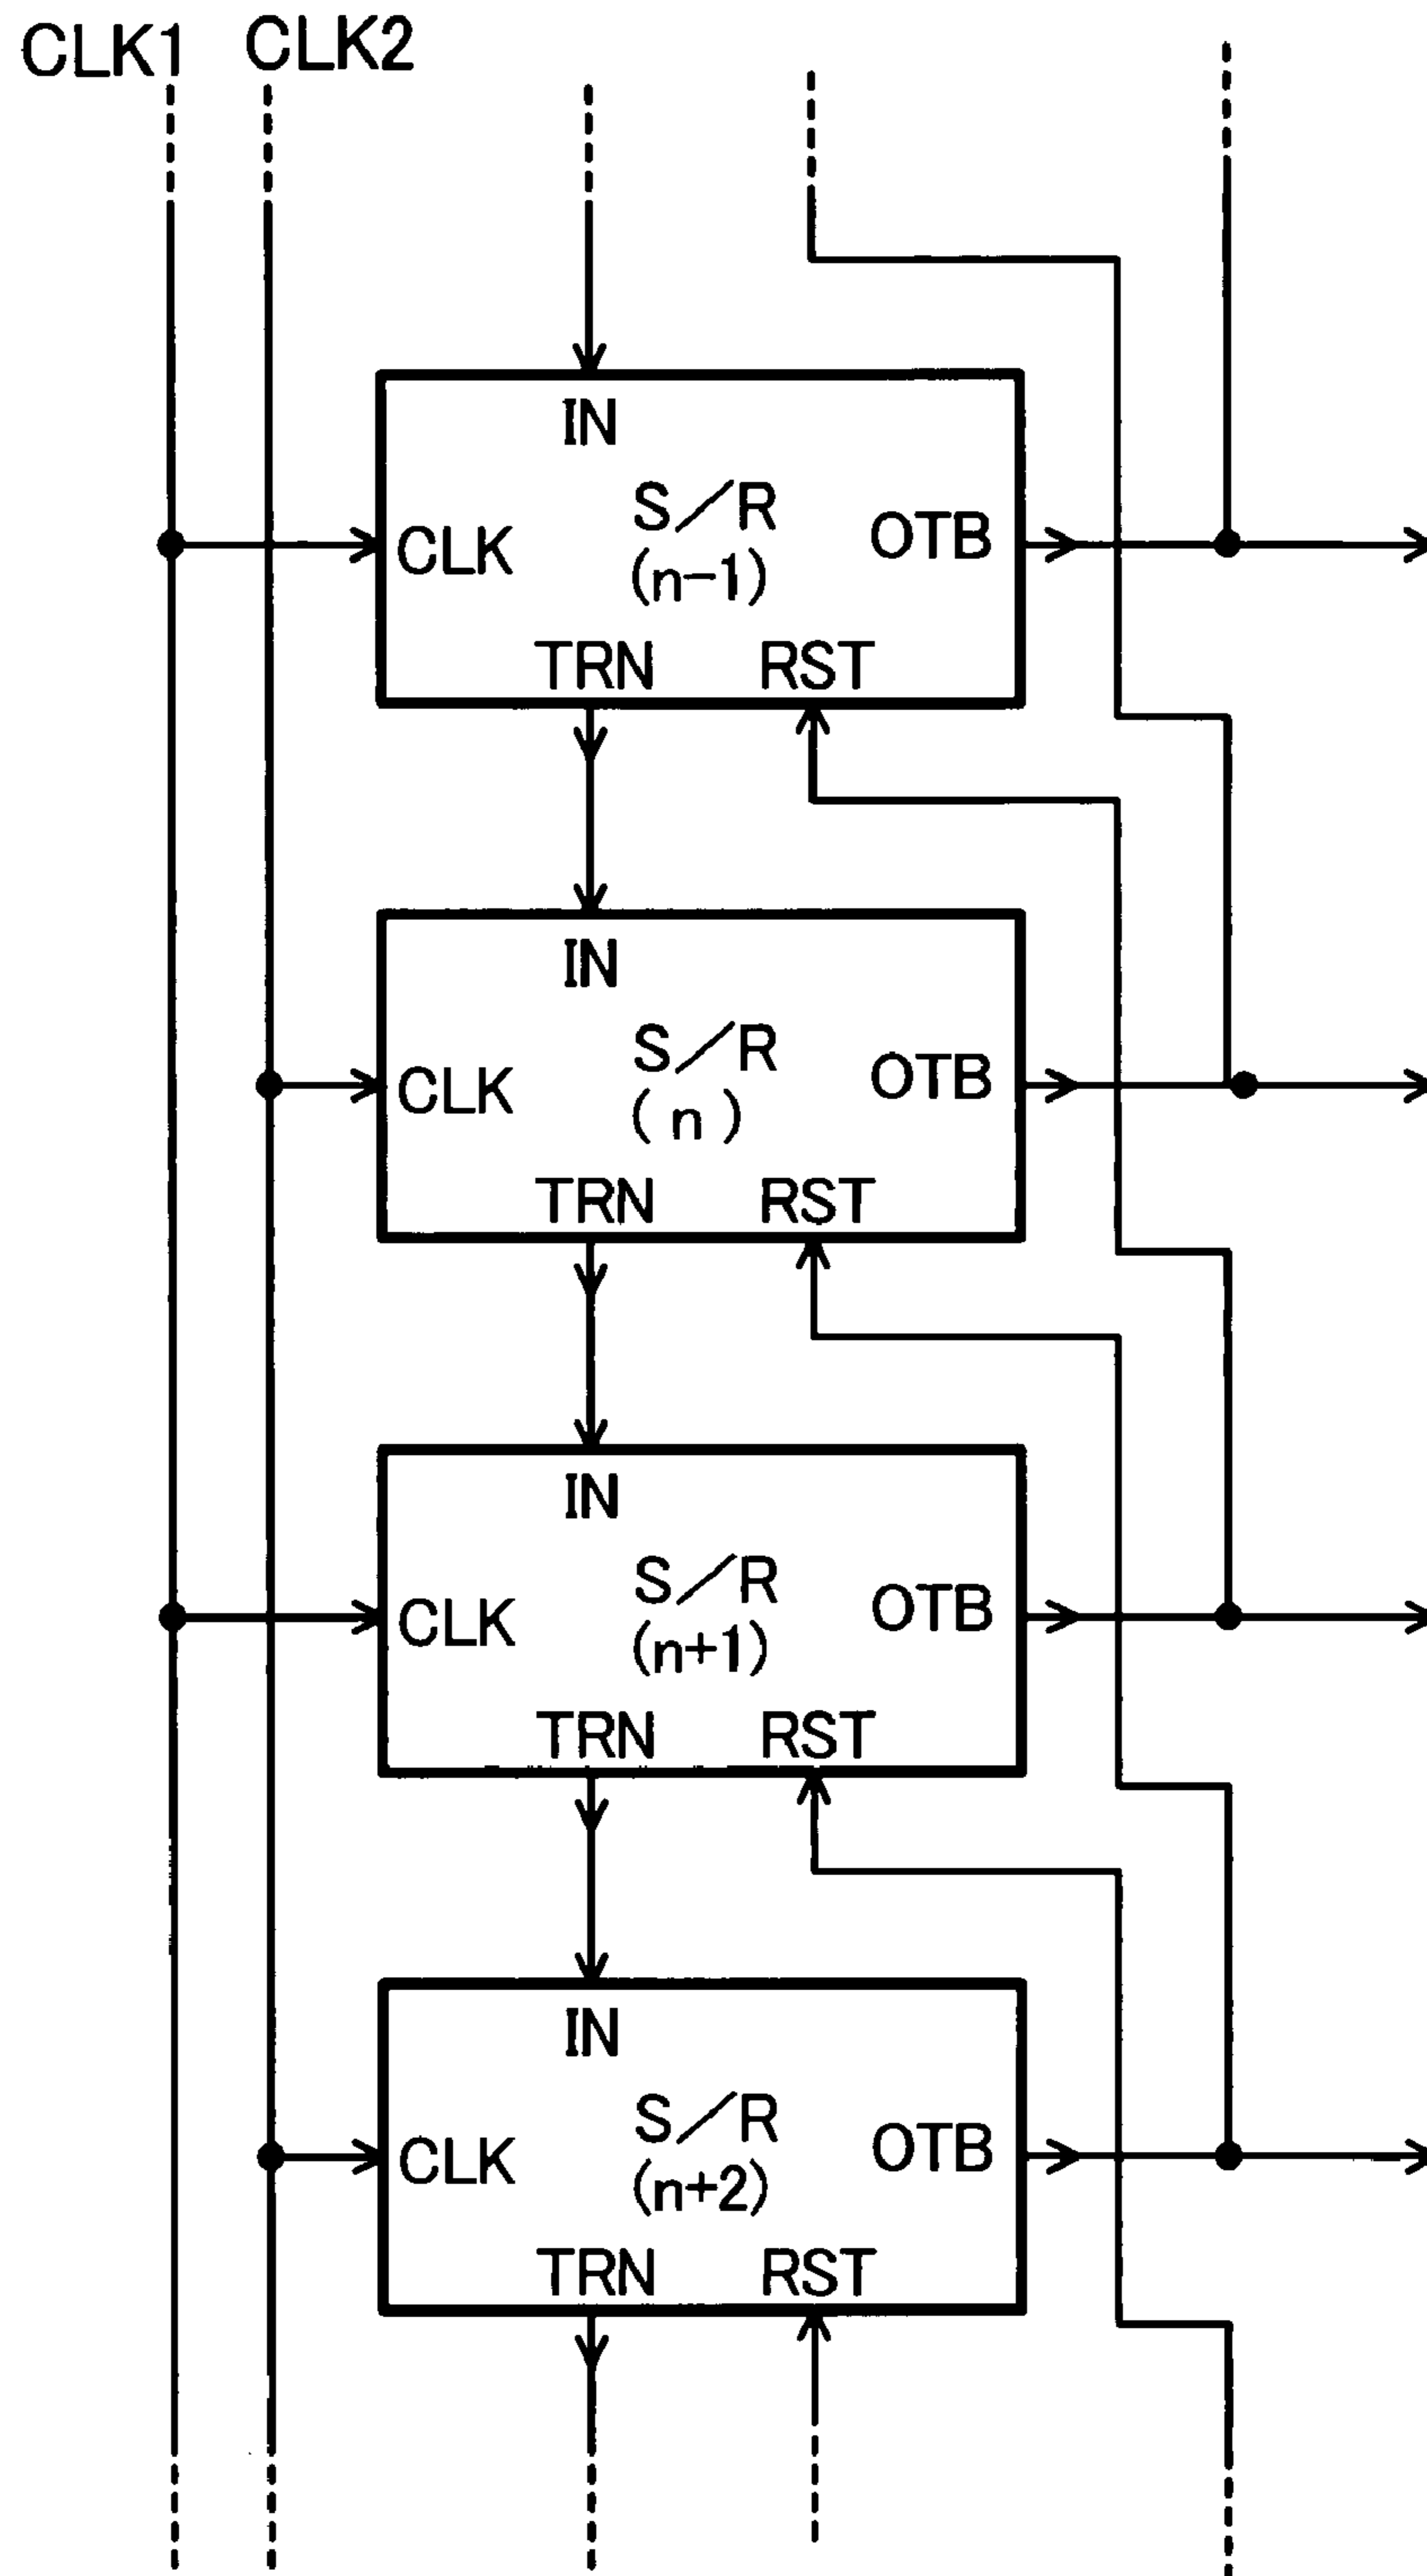 CLK1 CLK2
IN
S／R
CLK OTB
(n-1)
TRN RST
IN
S／R
CLK OTB
( n )
TRN RST
IN
S／R
CLK OTB
(n+1)
TRN RST
IN
S／R
CLK OTB
(n+2)
TRN RST